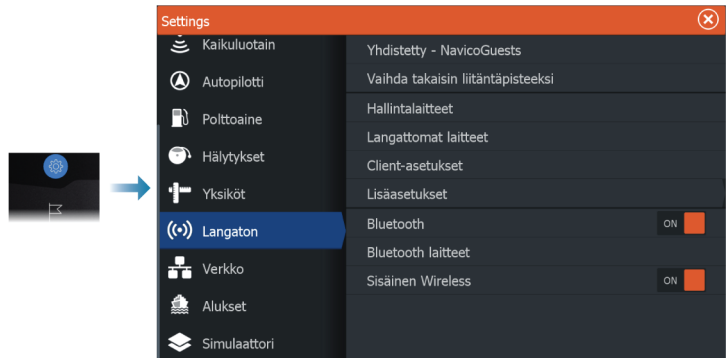 Settings
Kaikuluotain
Autopilotti
Polttoaine
Hälytykset
Yksiköt
Langaton
Verkko
Alukset
Simulaattori
Yhdistetty - NavicoGuests
Vaihda takaisin liitäntäpisteeksi
Hallintalaitteet
Langattomat laitteet
Client-asetukset
Lisäasetukset
Bluetooth ON
Bluetooth laitteet
Sisäinen Wireless ON